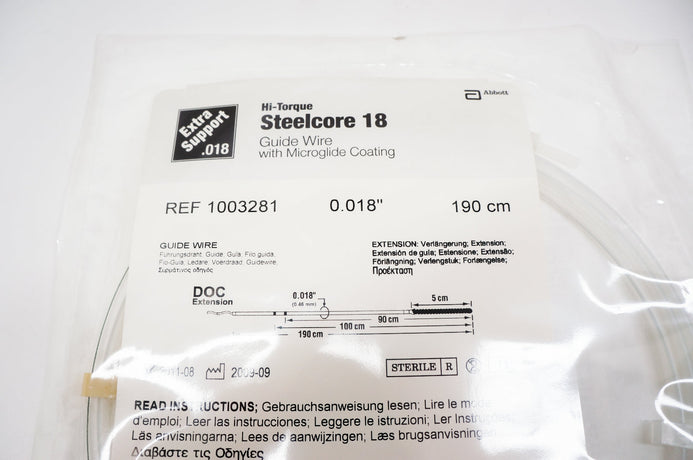 Abbott
Extra
Support
.018
Hi-Torque
Steelcore 18
Guide Wire
with Microglide Coating
REF 1003281 0.018" 190 cm
GUIDE WIRE
Führungsdraht; Guide; Guía; Filo guida;
Fio-Guia; Ledare; Voerdraad; Guidewire;
Συρμάτινος οδηγός
EXTENSION: Verlängerung; Extension;
Extensión de guía; Estensione; Extensão;
Förlängning; Verlengstuk; Forlængelse;
Προέκταση
DOC
Extension
0.018"
(0.46 mm)
5 cm
90 cm
100 cm
190 cm
2009-09
STERILE R
READ INSTRUCTIONS; Gebrauchsanweisung lesen; Lire le mode
d'emploi; Leer las instrucciones; Leggere le istruzioni; Ler
Läs anvisningarna; Lees de aanwijzingen; Læs brugsanvisningen
Διαβάστε τις Οδηγίες